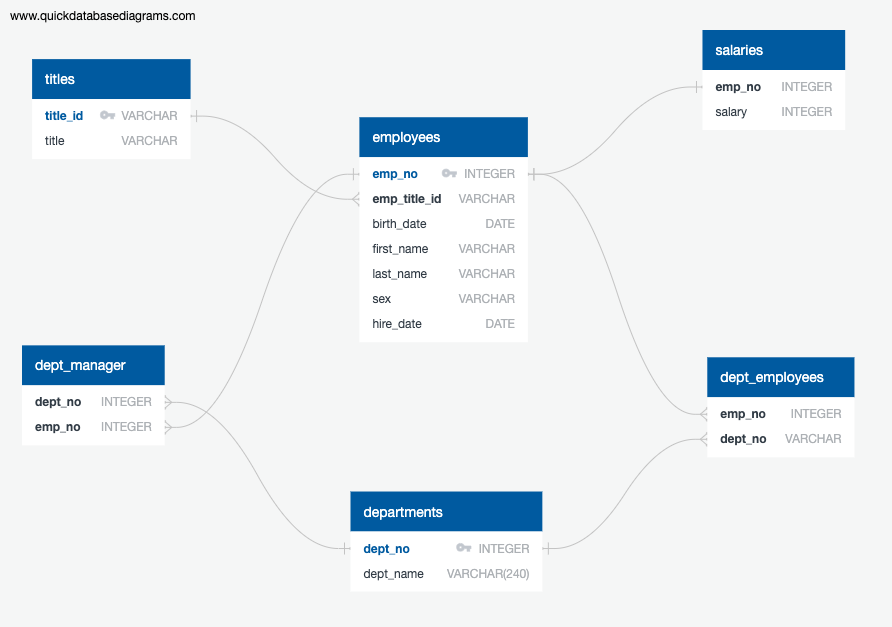 www.quickdatabasediagrams.com
titles
title_id VARCHAR
title VARCHAR
salaries
emp_no INTEGER
salary INTEGER
employees
emp_no INTEGER
emp_title_id VARCHAR
birth_date DATE
first_name VARCHAR
last_name VARCHAR
sex VARCHAR
hire_date DATE
dept_manager
dept_no INTEGER
emp_no INTEGER
dept_employees
emp_no INTEGER
dept_no VARCHAR
departments
dept_no INTEGER
dept_name VARCHAR(240)